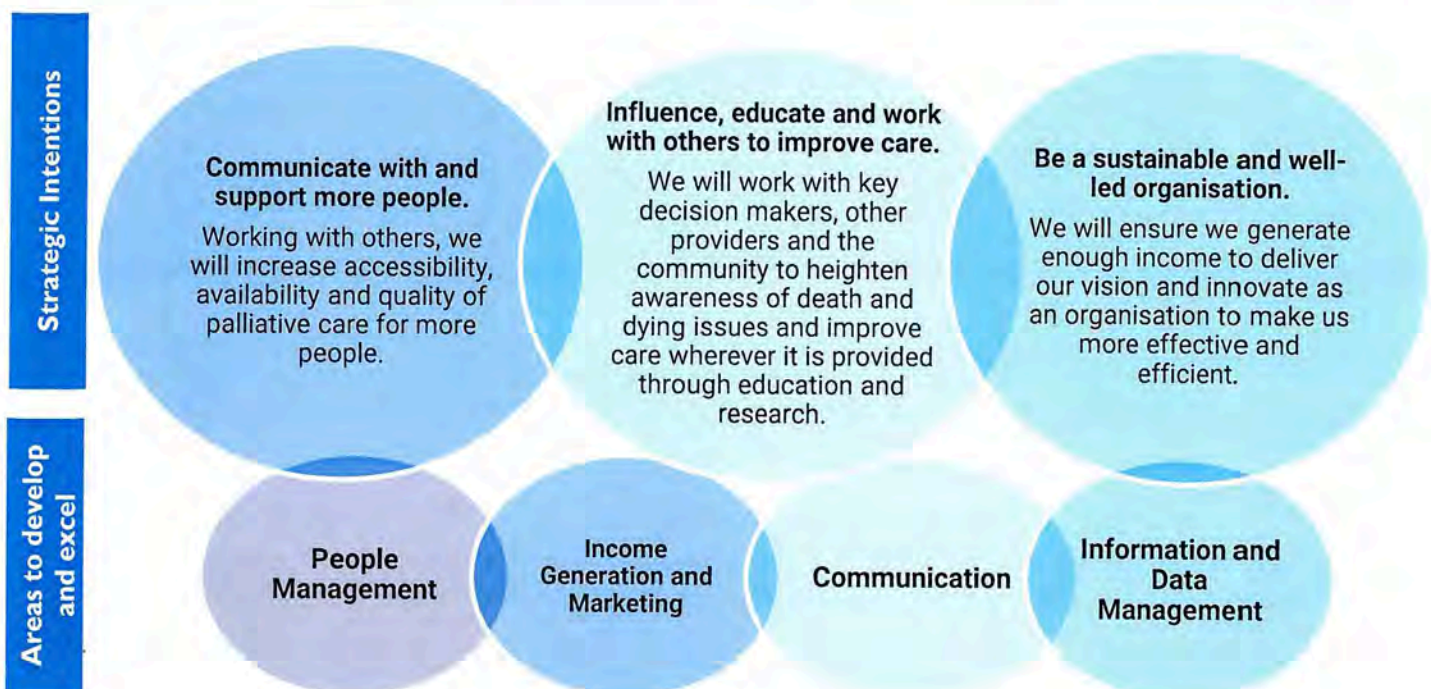 Strategic Intentions
Communicate with and
support more people.
Working with others, we
will increase accessibility,
availability and quality of
palliative care for more
people.
Influence, educate and work
with others to improve care.
We will work with key
decision makers, other
providers and the
community to heighten
awareness of death and
dying issues and improve
care wherever it is provided
through education and
research.
Be a sustainable and well-
led organisation.
We will ensure we generate
enough income to deliver
our vision and innovate as
an organisation to make us
more effective and
efficient.
Areas to develop
and excel
People
Management
Income
Generation and
Marketing
Communication
Information and
Data
Management